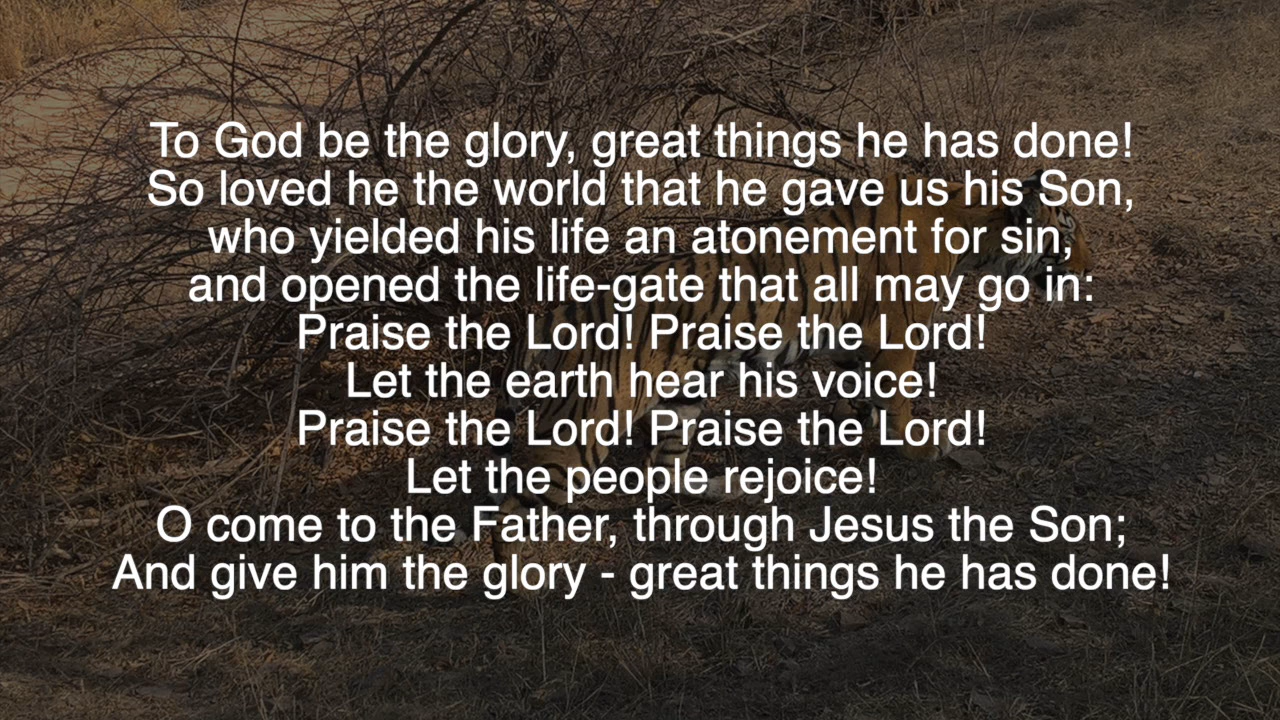 To God be the glory, great things he has done!
So loved he the world that he gave us his Son,
who yielded his life an atonement for sin,
and opened the life-gate that all may go in:
Praise the Lord! Praise the Lord!
Let the earth hear his voice!
Praise the Lord! Praise the Lord!
Let the people rejoice!
O come to the Father, through Jesus the Son;
And give him the glory - great things he has done!